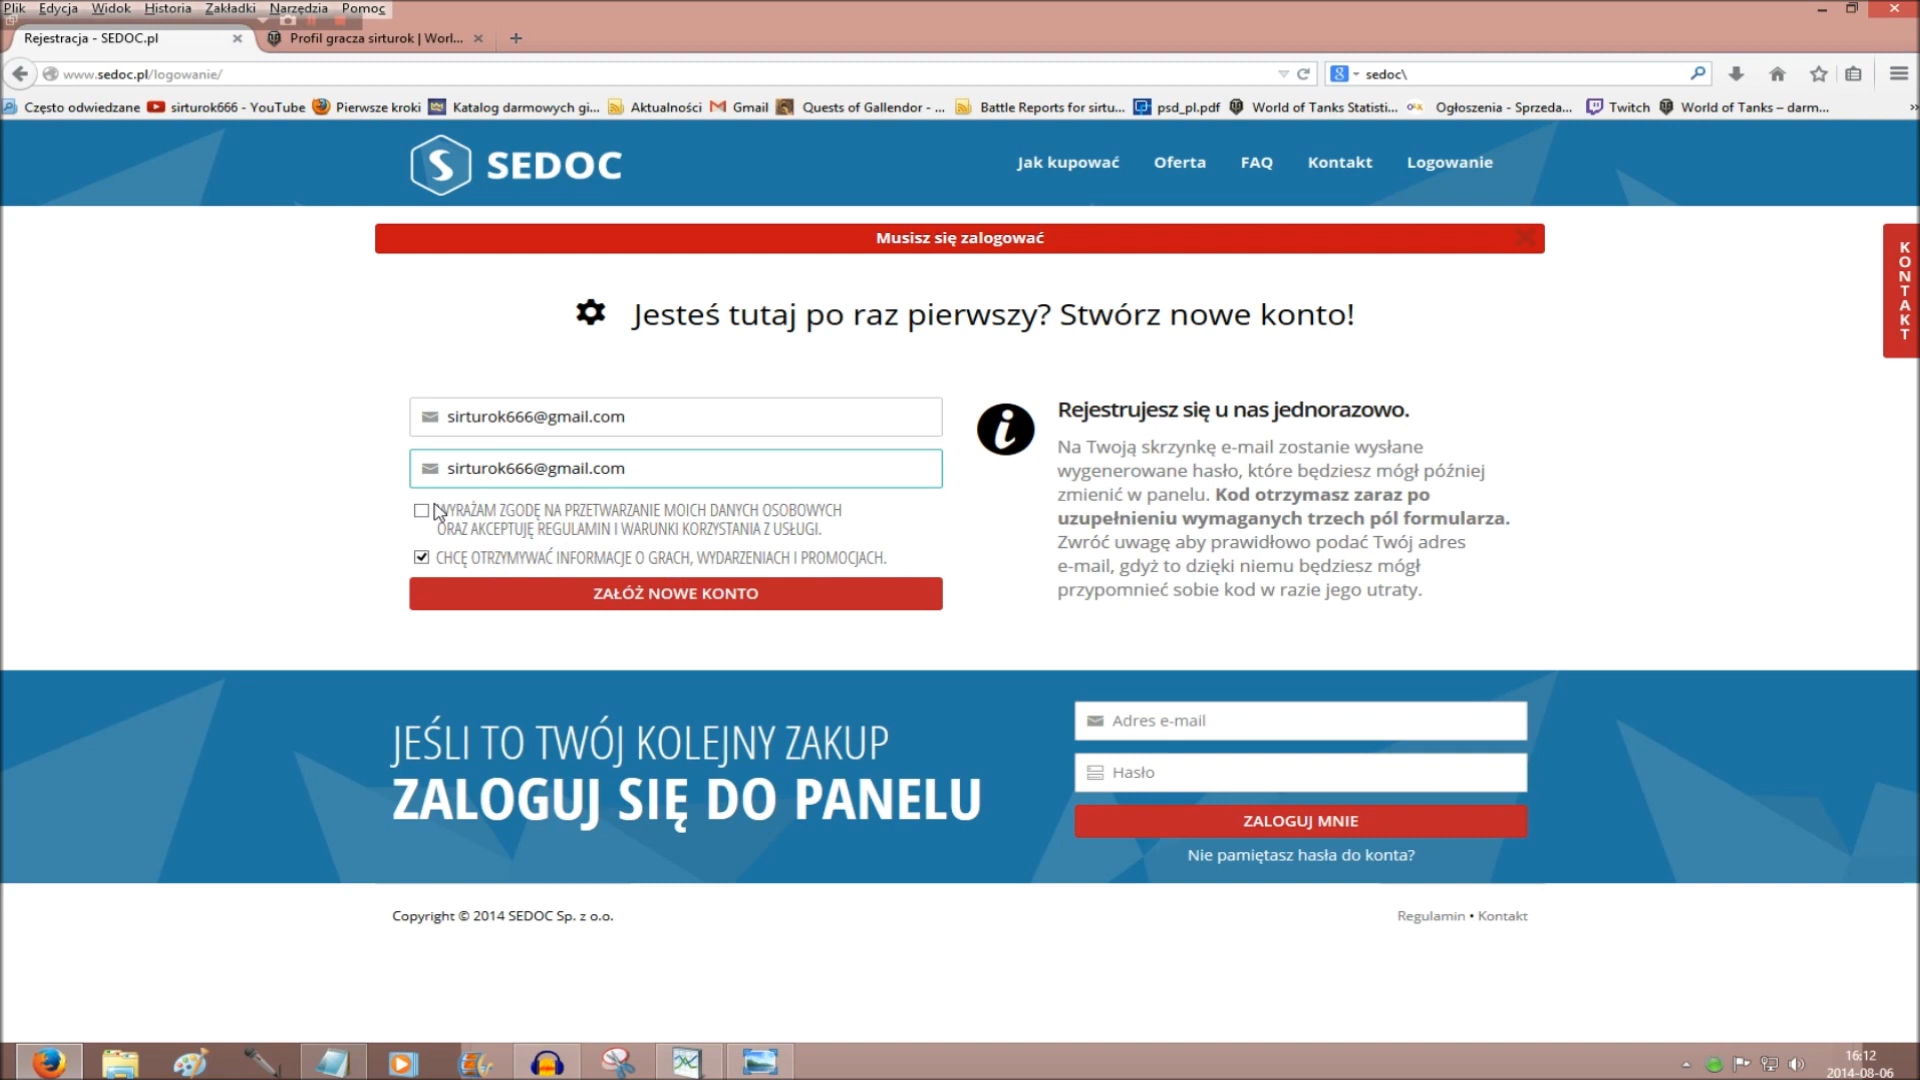 Plik Edycja Widok Historia Zakładki Narzędzia Pomoc
Rejestracja - SEDOC.pl
Profil gracza sirturok | Worl...
www.sedoc.pl/logowanie/
sedoc\
Często odwiedzane
sirturok666 - YouTube
Pierwsze kroki
Katalog darmowych gi...
Aktualności
Gmail
Quests of Gallendor - ...
Battle Reports for sirtu...
psd_pl.pdf
World of Tanks Statisti...
Ogłoszenia - Sprzeda...
Twitch
World of Tanks – darm...
SEDOC
Jak kupować
Oferta
FAQ
Kontakt
Logowanie
Musisz się zalogować
KONTAKT
Jesteś tutaj po raz pierwszy? Stwórz nowe konto!
sirturok666@gmail.com
sirturok666@gmail.com
WYRAŻAM ZGODĘ NA PRZETWARZANIE MOICH DANYCH OSOBOWYCH
ORAZ AKCEPTUJĘ REGULAMIN I WARUNKI KORZYSTANIA Z USŁUGI.
CHCĘ OTRZYMYWAĆ INFORMACJE O GRACH, WYDARZENIACH I PROMOCJACH.
ZAŁÓŻ NOWE KONTO
Rejestrujesz się u nas jednorazowo.
Na Twoją skrzynkę e-mail zostanie wysłane
wygenerowane hasło, które będziesz mógł później
zmienić w panelu. Kod otrzymasz zaraz po
uzupełnieniu wymaganych trzech pól formularza.
Zwróć uwagę aby prawidłowo podać Twój adres
e-mail, gdyż to dzięki niemu będziesz mógł
przypomnieć sobie kod w razie jego utraty.
JEŚLI TO TWÓJ KOLEJNY ZAKUP
ZALOGUJ SIĘ DO PANELU
Adres e-mail
Hasło
ZALOGUJ MNIE
Nie pamiętasz hasła do konta?
Copyright © 2014 SEDOC Sp. z o.o.
Regulamin • Kontakt
16:12
2014-08-06